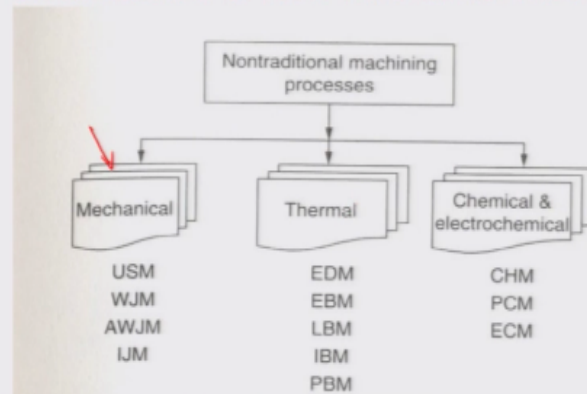 Nontraditional machining
processes
Mechanical
USM
WJM
AWJM
IJM
Thermal
EDM
EBM
LBM
IBM
PBM
Chemical &
electrochemical
CHM
PCM
ECM